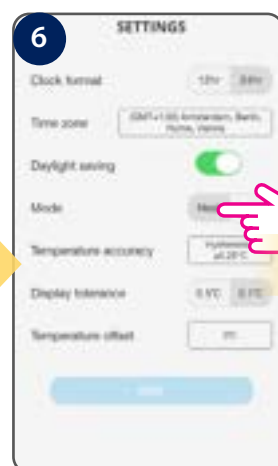 6
SETTINGS
Clock format 12hr 24hr
Time zone (GMT+1:00) Amsterdam, Berlin,
Rome, Vienna
Daylight saving
Mode
Temperature accuracy
±0.25°C
Display tolerance 0.5°C 0.1°C
Temperature offset